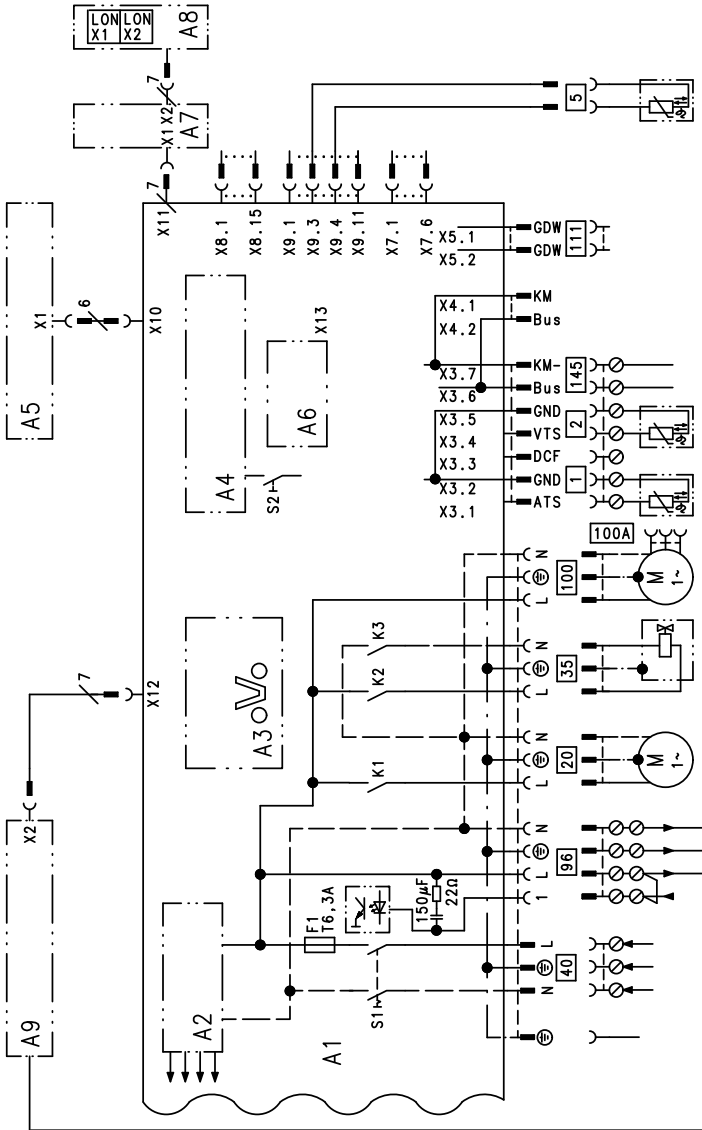 LON LON
X1 X2
A8
7
X1 X2
A7
7
X11
5
A5
X1
6
X10
X8.1
X8.15
X9.1
X9.3
X9.4
X9.11
X7.1
X7.6
X5.1
X5.2
GDW
GDW
111
X4.1
X4.2
KM
Bus
X3.7
X3.6
X3.5
X3.4
X3.3
X3.2
X3.1
KM-
Bus
GND
VTS
DCF
GND
ATS
145
2
1
X13
A6
A4
S2
A3
X12
7
A9
X2
100A
N
100
L
M
1~
K3
K2
N
35
L
K1
N
20
L
M
1~
N
L
1
96
150µF
22Ω
F1
T6,3A
A2
S1
A1
L
N
40